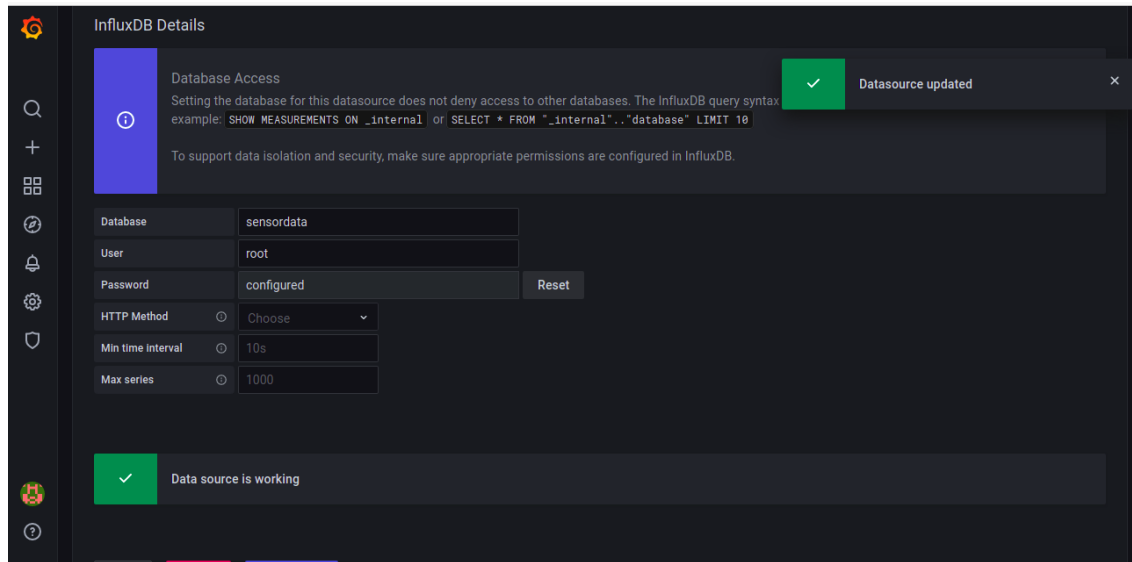 InfluxDB Details
Database Access
Setting the database for this datasource does not deny access to other databases. The InfluxDB query syntax
example: SHOW MEASUREMENTS ON _internal or SELECT * FROM "_internal".."database" LIMIT 10
To support data isolation and security, make sure appropriate permissions are configured in InfluxDB.
Datasource updated
Database sensordata
User root
Password configured Reset
HTTP Method Choose
Min time interval 10s
Max series 1000
Data source is working